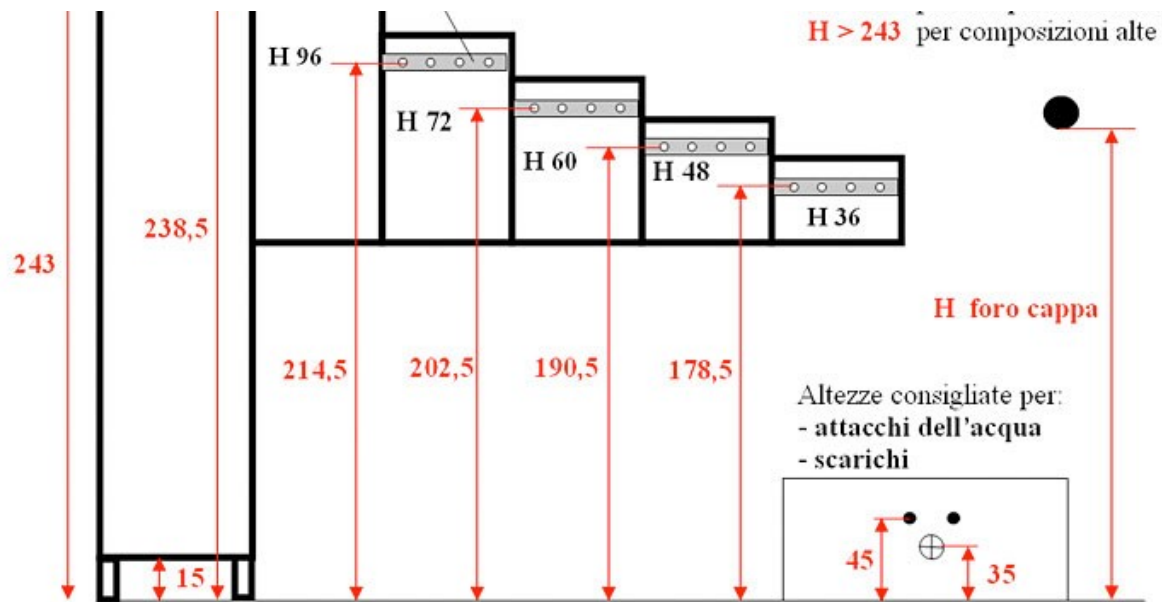 H > 243 per composizioni alte
H 96
H 72
H 60
H 48
H 36
238,5
243
H foro cappa
214,5
202,5
190,5
178,5
Altezze consigliate per:
- attacchi dell'acqua
- scarichi
15
45
35